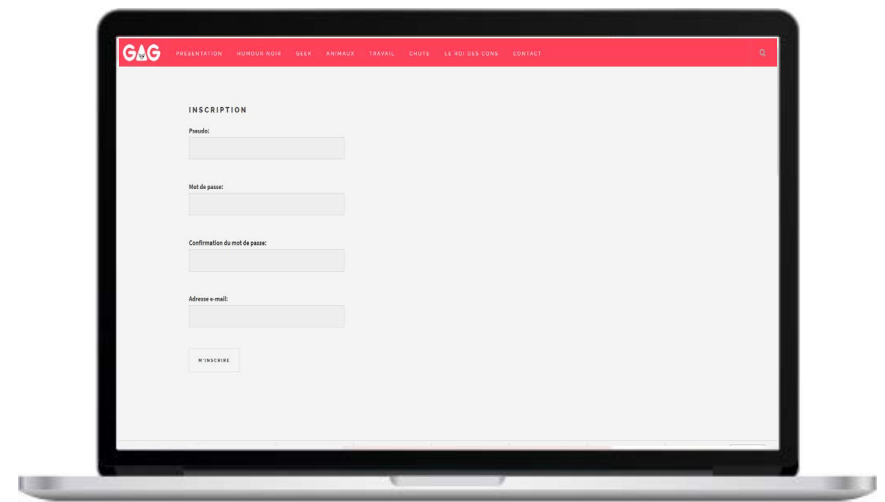 GAG
PRÉSENTATION HUMOUR NOIR GEEK ANIMAUX TRAVAIL CHUTE LE ROI DES CONS CONTACT
INSCRIPTION
Pseudo:
Mot de passe:
Confirmation du mot de passe:
Adresse e-mail:
M'INSCRIRE